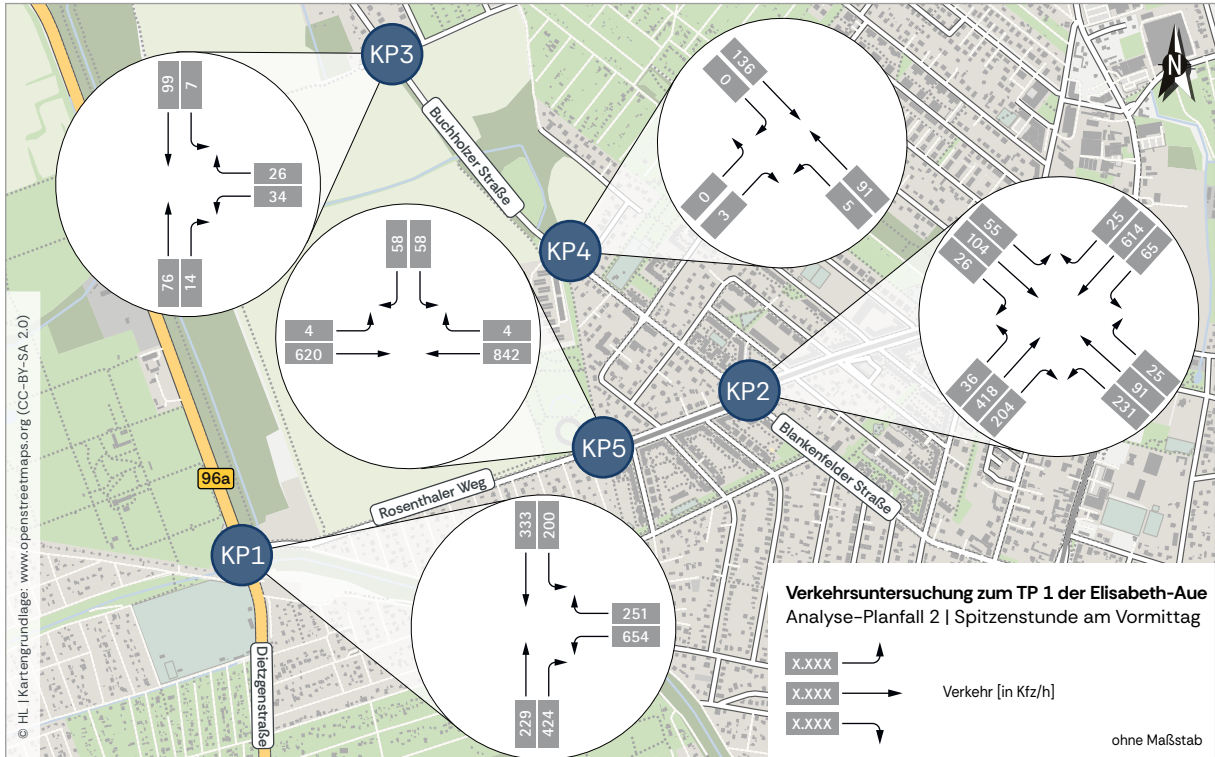 KP3
99
7
26
34
76
14
Buchholzer Straße
136
0
91
5
0
3
N
KP4
58
58
4
620
4
842
55
104
26
25
614
65
36
418
204
25
91
231
KP2
KP5
Blankenfelder Straße
Rosenthaler Weg
96a
KP1
333
200
251
654
229
424
Dietzgenstraße
© HL | Kartengrundlage: www.openstreetmaps.org (CC-BY-SA 2.0)
Verkehrsuntersuchung zum TP 1 der Elisabeth-Aue
Analyse-Planfall 2 | Spitzenstunde am Vormittag
X.XXX
X.XXX
Verkehr [in Kfz/h]
X.XXX
ohne Maßstab